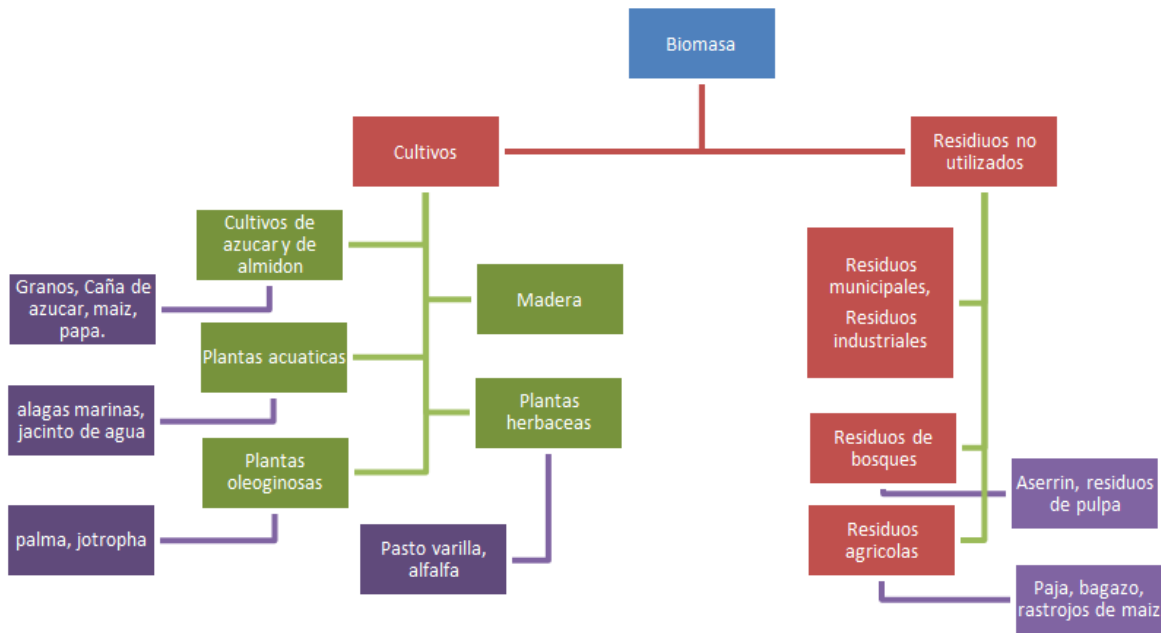 Biomasa
Cultivos
Residiuos no
utilizados
Cultivos de
azucar y de
almidon
Granos, Caña de
azucar, maiz,
papa.
Madera
Plantas acuaticas
alagas marinas,
jacinto de agua
Plantas
herbaceas
Plantas
oleoginosas
palma, jotropha
Pasto varilla,
alfalfa
Residuos
municipales,
Residuos
industriales
Residuos de
bosques
Aserrin, residuos
de pulpa
Residuos
agricolas
Paja, bagazo,
rastrojos de maiz